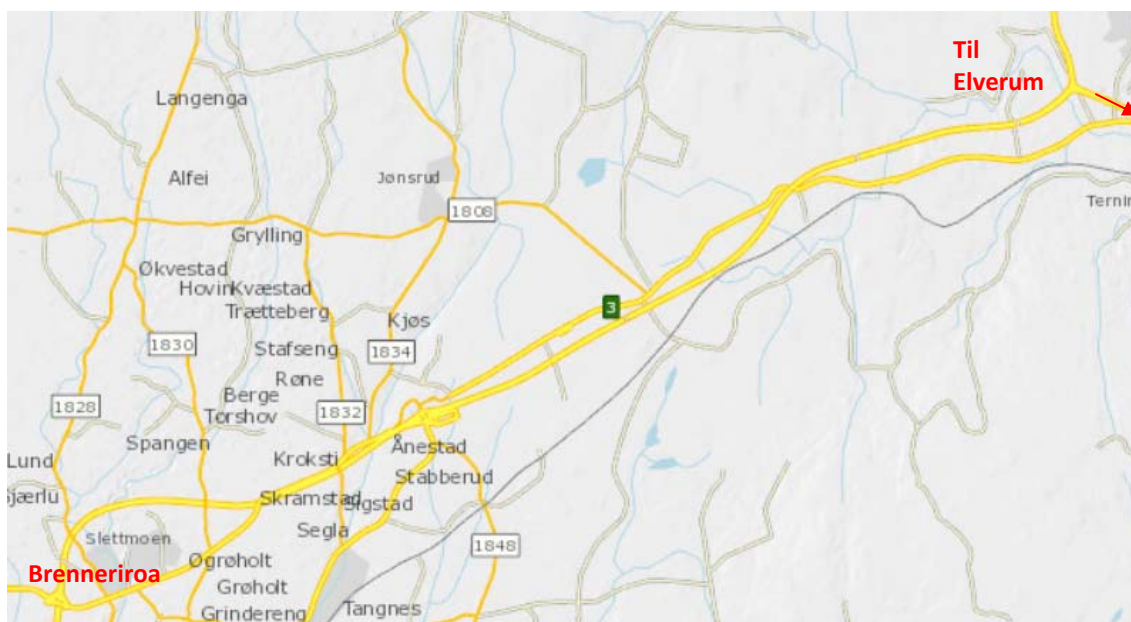 Til
Elverum
Langenga
Alfei
Jønsrud
1808
Grylling
Økvestad
Hovin
Kvæstad
Trætteberg
3
Kjøs
1830
Stafseng
1834
Røne
Berge
1828
Torshov
1832
Spangen
Ånestad
Lund
Kroksti
Stabberud
Skramstad
Sigstad
Segla
Slettmoen
1848
Øgrøholt
Brenneriroa
Grøholt
Tangnes
Grindereng